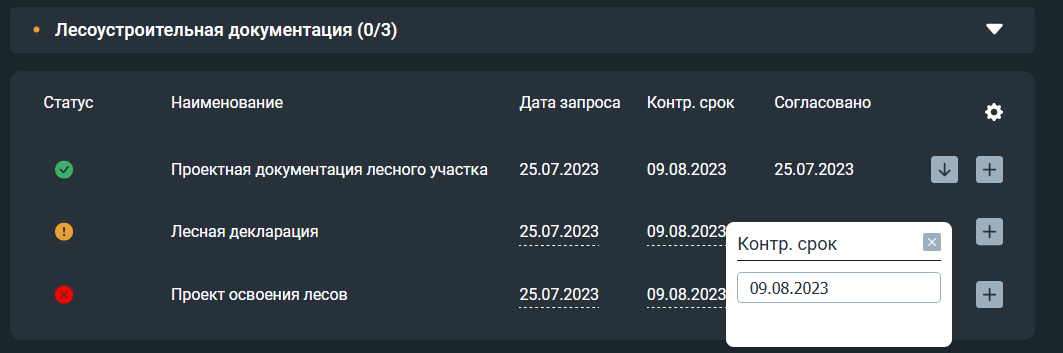 Лесоустроительная документация (0/3)
Статус Наименование Дата запроса Контр. срок Согласовано
Проектная документация лесного участка 25.07.2023 09.08.2023 25.07.2023
Лесная декларация 25.07.2023 09.08.2023
Контр. срок
Проект освоения лесов 25.07.2023 09.08.2023
09.08.2023